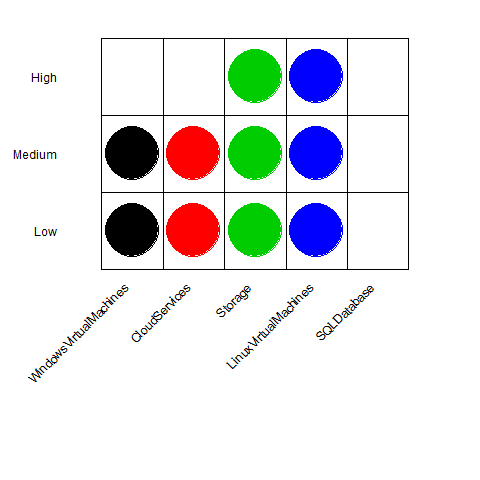 High
Medium
Low
WindowsVirtualMachines
CloudServices
Storage
LinuxVirtualMachines
SQLDatabase